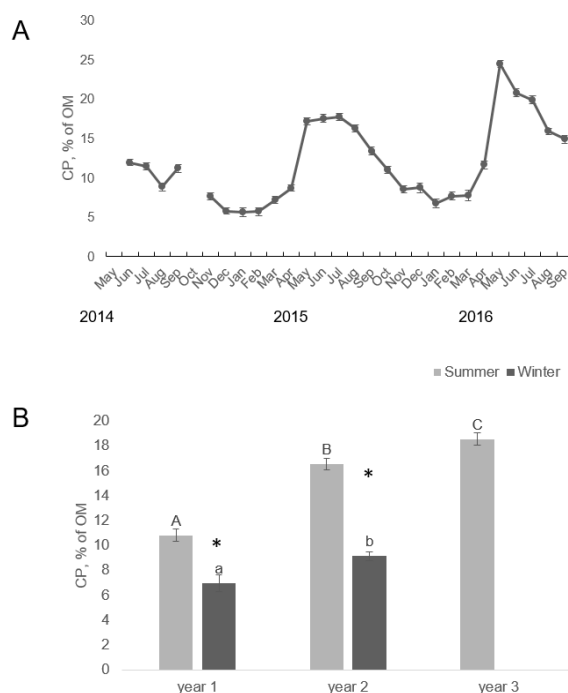 A
30
25
20
15
10
5
0
CP, % of OM
May Jun Jul Aug Sep Oct Nov Dec Jan Feb Mar Apr May Jun Jul Aug Sep Oct Nov Dec Jan Feb Mar Apr May Jun Jul Aug Sep
2014 2015 2016
Summer Winter
B
20
18
16
14
12
10
8
6
4
2
0
CP, % of OM
A * a
B * b
C
year 1 year 2 year 3